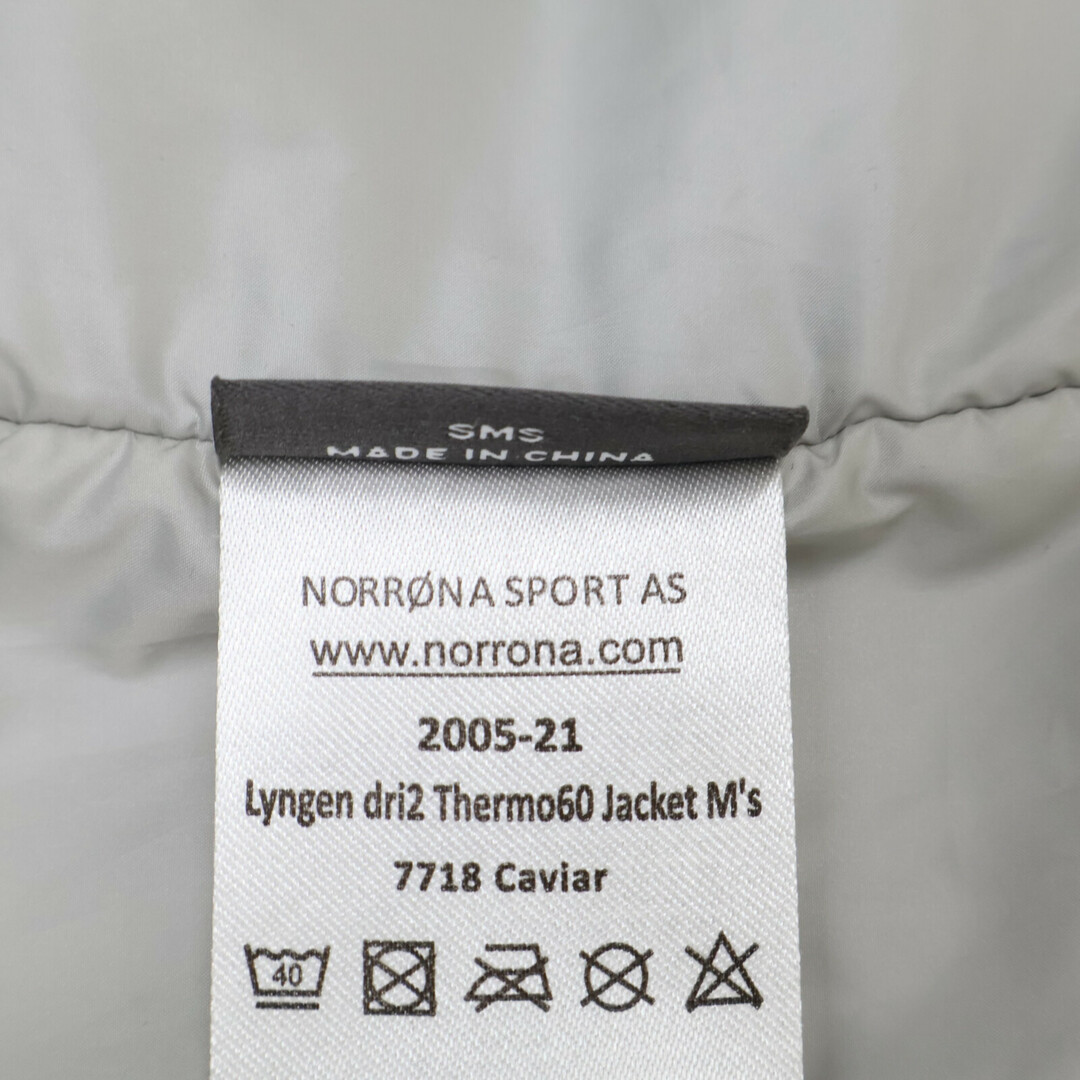 SMS
MADE IN CHINA
NORRØNA SPORT AS
www.norrona.com
2005-21
Lyngen dri2 Thermo60 Jacket M's
7718 Caviar
40